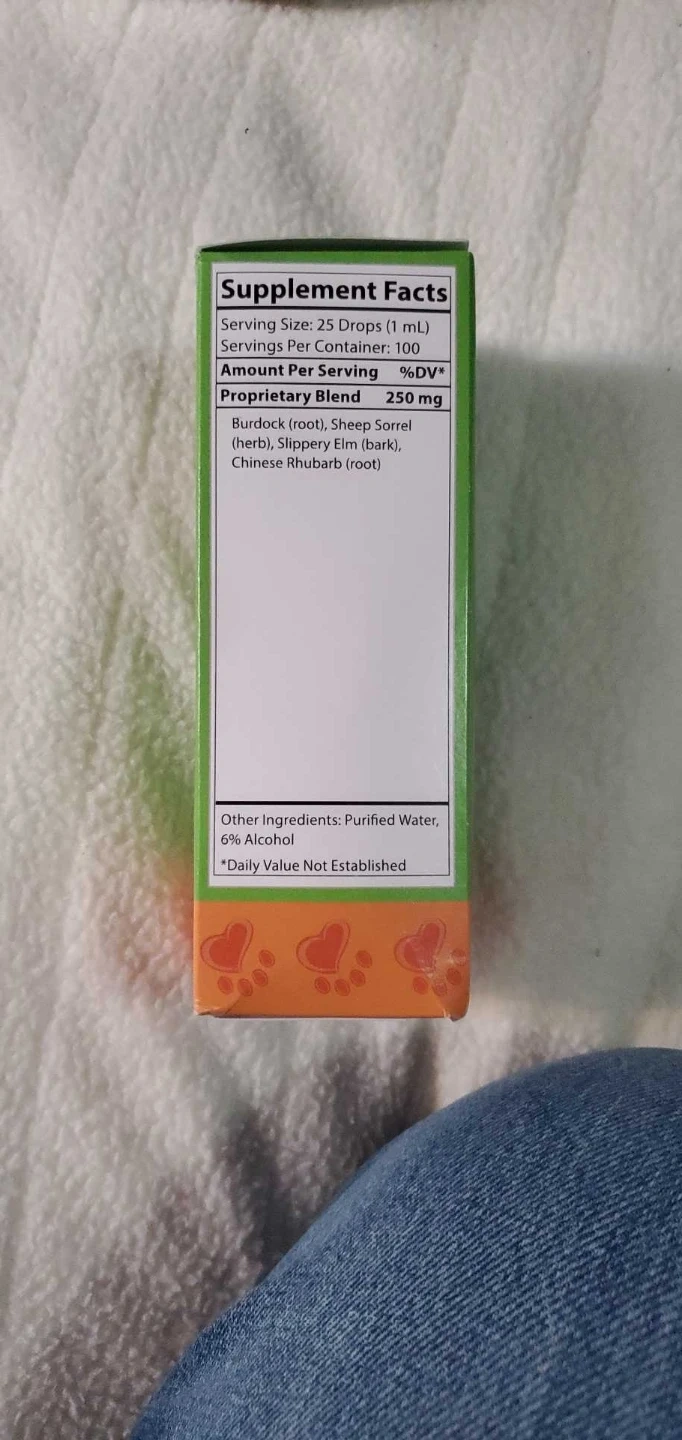 Supplement Facts
Serving Size: 25 Drops (1 mL)
Servings Per Container: 100
Amount Per Serving %DV*
Proprietary Blend 250 mg
Burdock (root), Sheep Sorrel
(herb), Slippery Elm (bark),
Chinese Rhubarb (root)
Other Ingredients: Purified Water,
6% Alcohol
*Daily Value Not Established